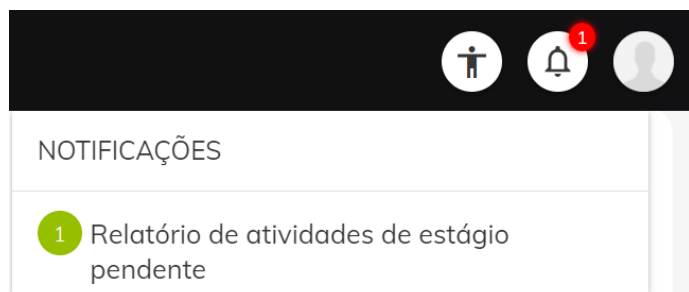 1
NOTIFICAÇÕES
1 Relatório de atividades de estágio
pendente